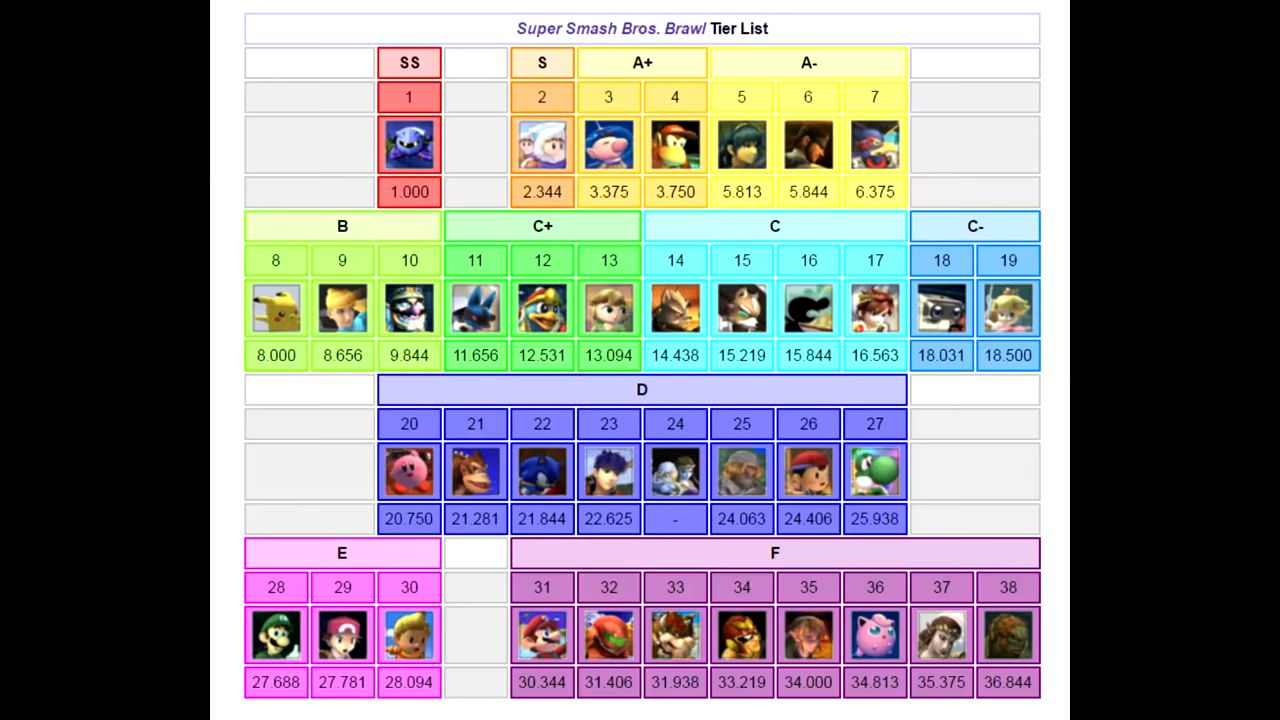 Super Smash Bros. Brawl Tier List
SS S A+ A-
1 2 3 4 5 6 7
1.000 2.344 3.375 3.750 5.813 5.844 6.375
B C+ C C-
8 9 10 11 12 13 14 15 16 17 18 19
8.000 8.656 9.844 11.656 12.531 13.094 14.438 15.219 15.844 16.563 18.031 18.500
D
20 21 22 23 24 25 26 27
20.750 21.281 21.844 22.625 - 24.063 24.406 25.938
E F
28 29 30 31 32 33 34 35 36 37 38
27.688 27.781 28.094 30.344 31.406 31.938 33.219 34.000 34.813 35.375 36.844